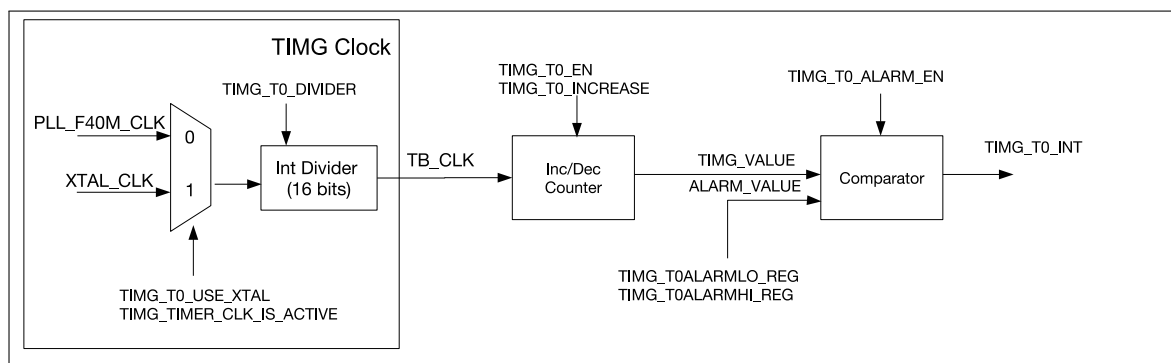 TIMG Clock
TIMG_T0_DIVIDER
PLL_F40M_CLK
0
XTAL_CLK
1
Int Divider
(16 bits)
TIMG_T0_USE_XTAL
TIMG_TIMER_CLK_IS_ACTIVE
TB_CLK
TIMG_T0_EN
TIMG_T0_INCREASE
Inc/Dec
Counter
TIMG_VALUE
ALARM_VALUE
TIMG_T0ALARMLO_REG
TIMG_T0ALARMHI_REG
TIMG_T0_ALARM_EN
Comparator
TIMG_T0_INT